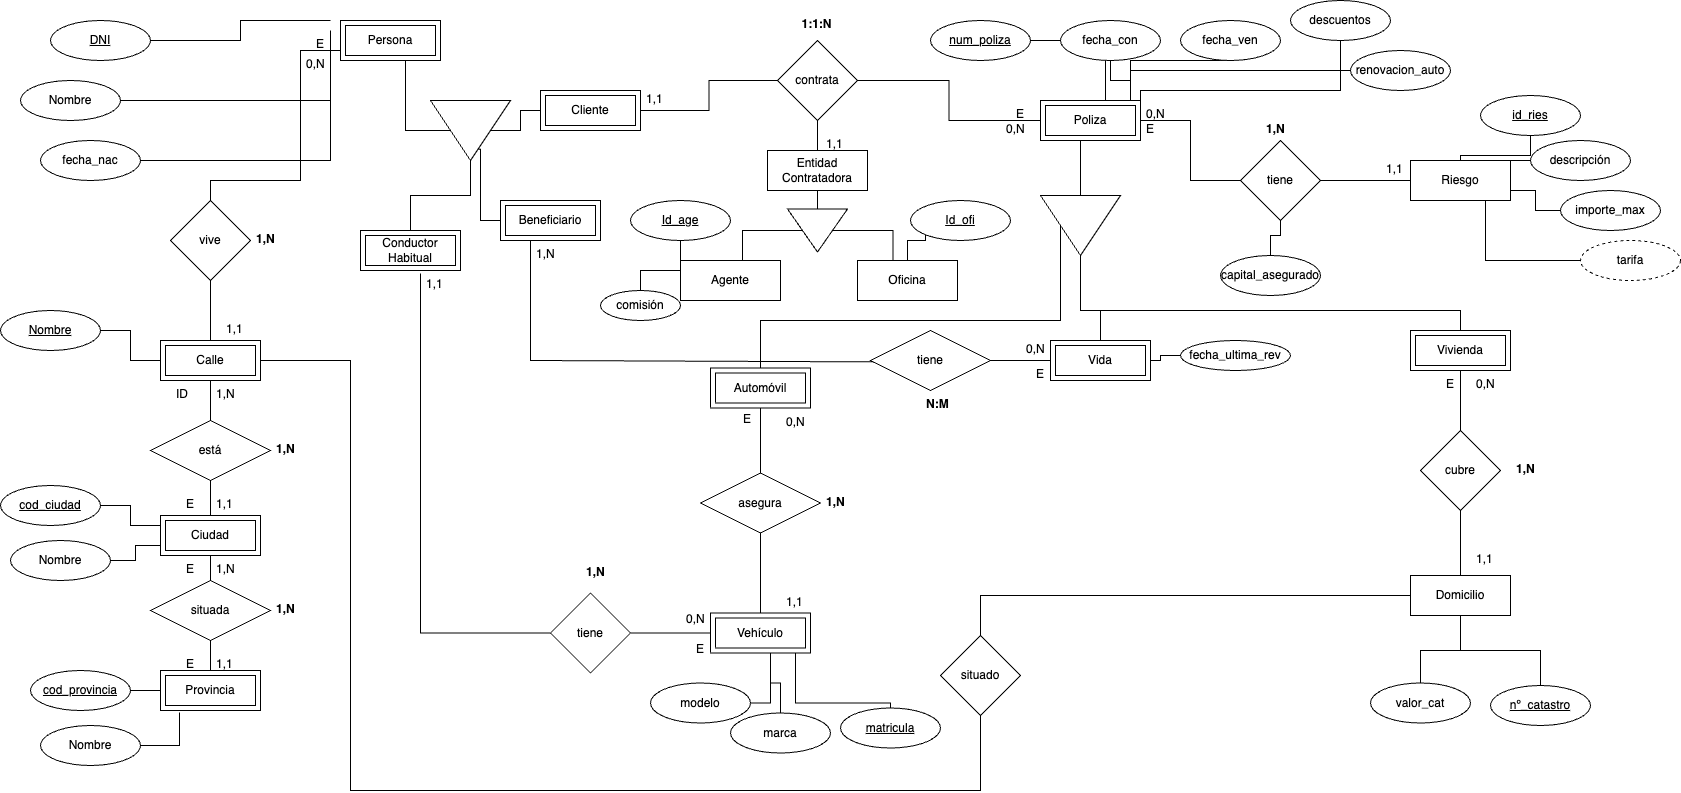 DNI
Nombre
fecha_nac
Persona
E
0,N
vive
1,N
1,1
Nombre
Calle
ID
1,N
está
1,N
E
1,1
cod_ciudad
Ciudad
Nombre
E
1,N
situada
1,N
E
1,1
cod_provincia
Provincia
Nombre
Cliente
1,1
1:1:N
contrata
1,1
Entidad
Contratadora
Conductor
Habitual
1,1
Beneficiario
1,N
Id_age
Agente
comisión
Id_ofi
Oficina
num_poliza
fecha_con
fecha_ven
descuentos
renovacion_auto
E
0,N
Poliza
0,N
E
1,N
tiene
capital_asegurado
1,1
Riesgo
id_ries
descripción
importe_max
tarifa
tiene
N:M
0,N
E
Vida
fecha_ultima_rev
Vivienda
E
0,N
cubre
1,N
1,1
Domicilio
valor_cat
nº_catastro
situado
Automóvil
E
0,N
asegura
1,N
1,1
Vehículo
0,N
E
1,N
tiene
modelo
marca
matricula